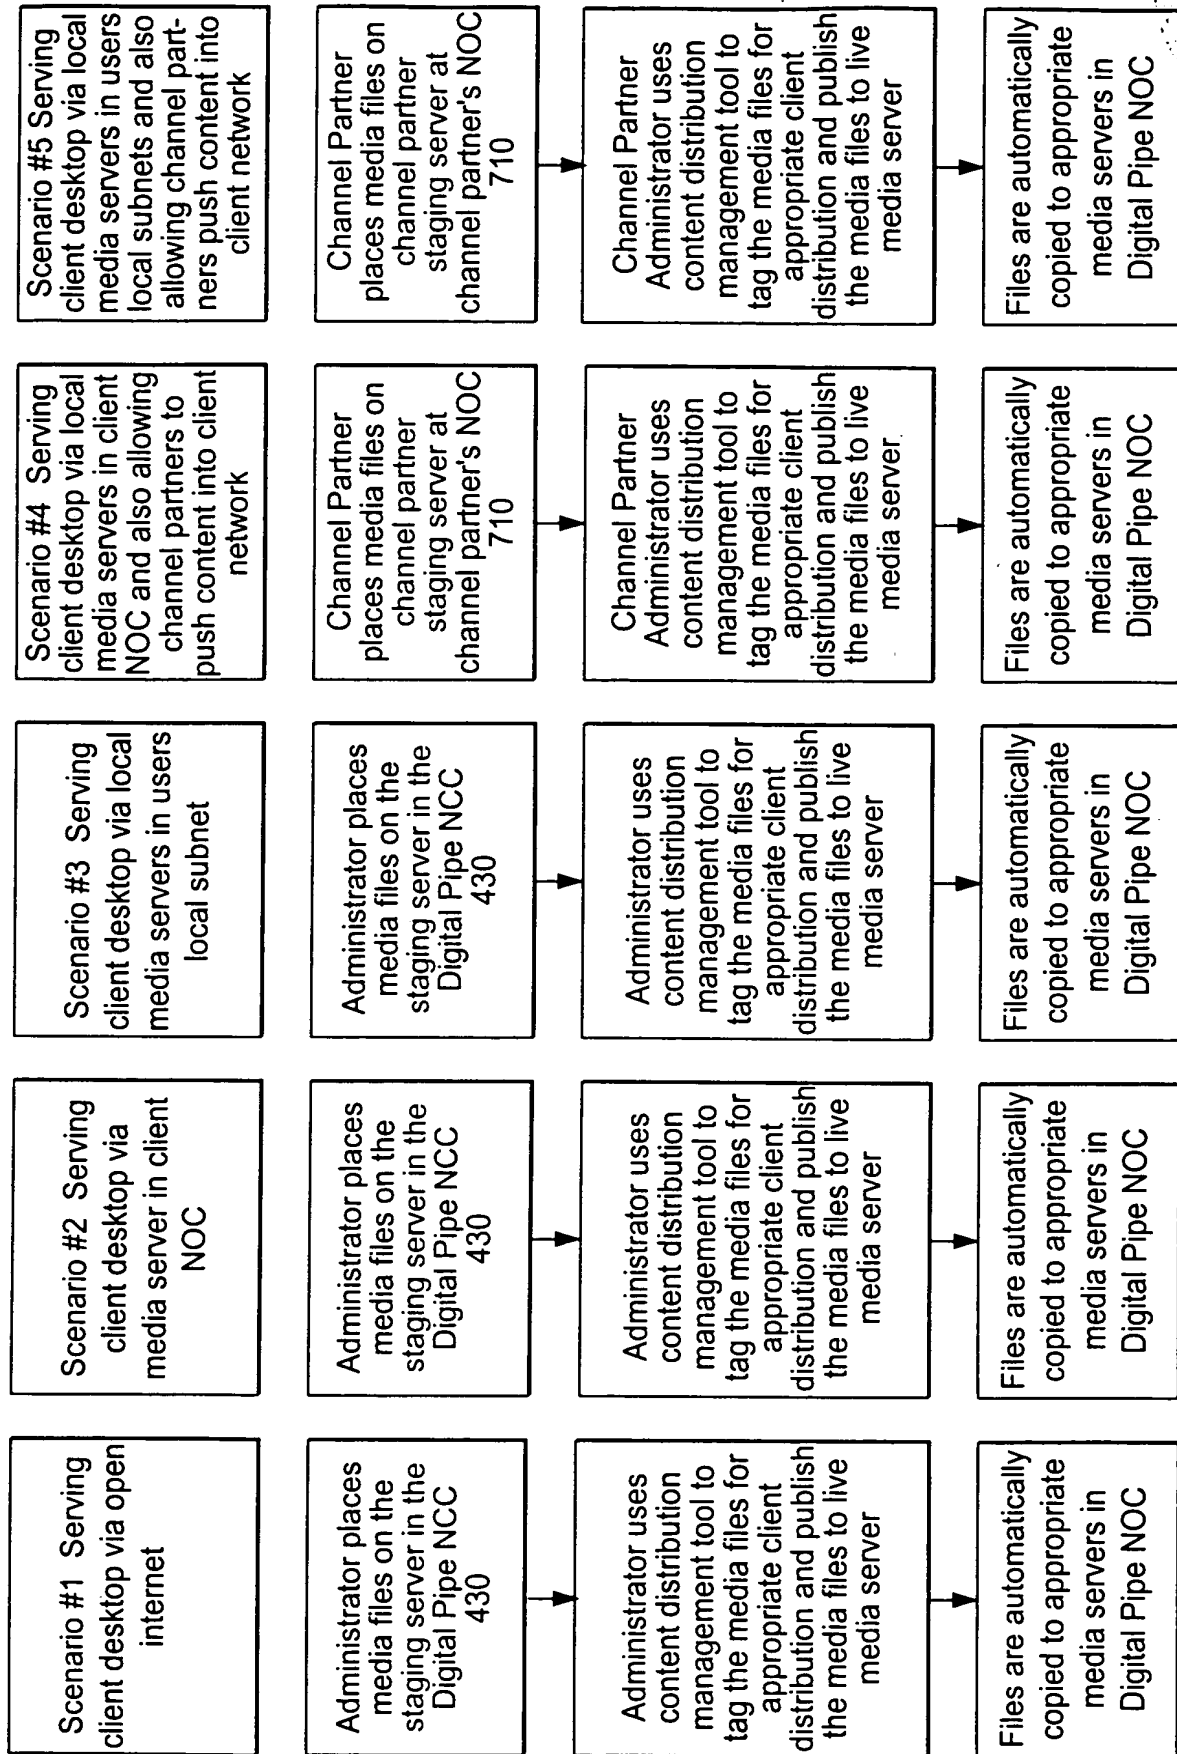 Scenario #1 Serving
client desktop via open
internet
Administrator places
media files on the
staging server in the
Digital Pipe NCC
430
Administrator uses
content distribution
management tool to
tag the media files for
appropriate client
distribution and publish
the media files to live
media server
Files are automatically
copied to appropriate
media servers in
Digital Pipe NOC
Scenario #2 Serving
client desktop via
media server in client
NOC
Administrator places
media files on the
staging server in the
Digital Pipe NCC
430
Administrator uses
content distribution
management tool to
tag the media files for
appropriate client
distribution and publish
the media files to live
media server
Files are automatically
copied to appropriate
media servers in
Digital Pipe NOC
Scenario #3 Serving
client desktop via local
media servers in users
local subnet
Administrator places
media files on the
staging server in the
Digital Pipe NCC
430
Administrator uses
content distribution
management tool to
tag the media files for
appropriate client
distribution and publish
the media files to live
media server
Files are automatically
copied to appropriate
media servers in
Digital Pipe NOC
Scenario #4 Serving
client desktop via local
media servers in client
NOC and also allowing
channel partners to
push content into client
network
Channel Partner
places media files on
channel partner
staging server at
channel partner's NOC
710
Channel Partner
Administrator uses
content distribution
management tool to
tag the media files for
appropriate client
distribution and publish
the media files to live
media server
Files are automatically
copied to appropriate
media servers in
Digital Pipe NOC
Scenario #5 Serving
client desktop via local
media servers in users
local subnets and also
allowing channel part-
ners push content into
client network
Channel Partner
places media files on
channel partner
staging server at
channel partner's NOC
710
Channel Partner
Administrator uses
content distribution
management tool to
tag the media files for
appropriate client
distribution and publish
the media files to live
media server
Files are automatically
copied to appropriate
media servers in
Digital Pipe NOC